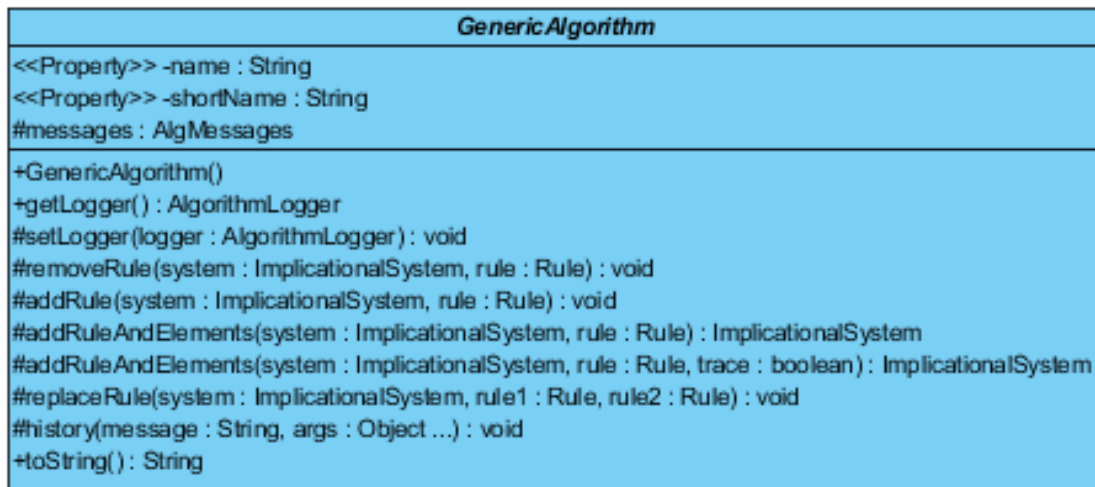 GenericAlgorithm
<<Property>> -name : String
<<Property>> -shortName : String
#messages : AlgMessages
+GenericAlgorithm()
+getLogger() : AlgorithmLogger
#setLogger(logger : AlgorithmLogger) : void
#removeRule(system : ImplicationalSystem, rule : Rule) : void
#addRule(system : ImplicationalSystem, rule : Rule) : void
#addRuleAndElements(system : ImplicationalSystem, rule : Rule) : ImplicationalSystem
#addRuleAndElements(system : ImplicationalSystem, rule : Rule, trace : boolean) : ImplicationalSystem
#replaceRule(system : ImplicationalSystem, rule1 : Rule, rule2 : Rule) : void
#history(message : String, args : Object ...) : void
+toString() : String